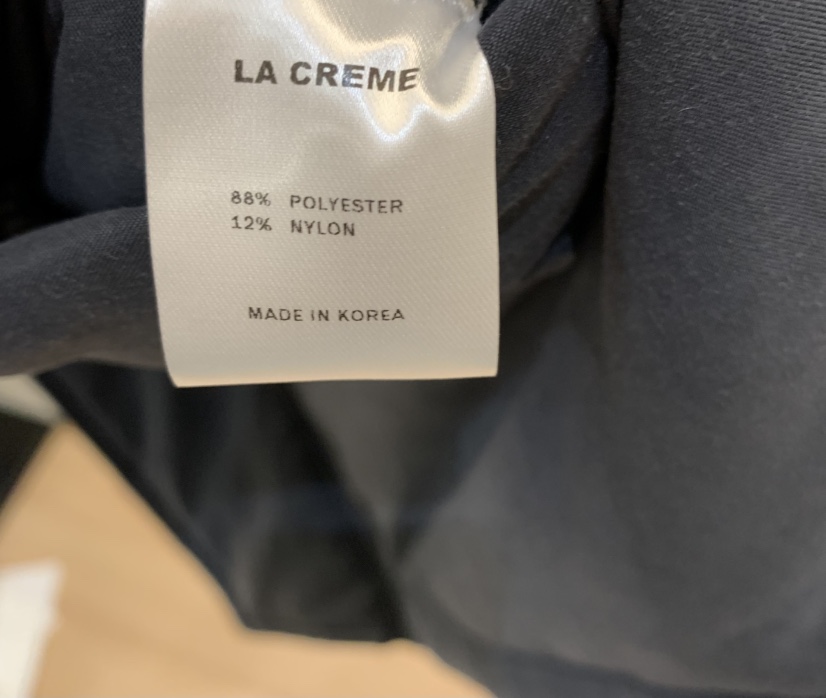 LA CREME
88% POLYESTER
12% NYLON
MADE IN KOREA